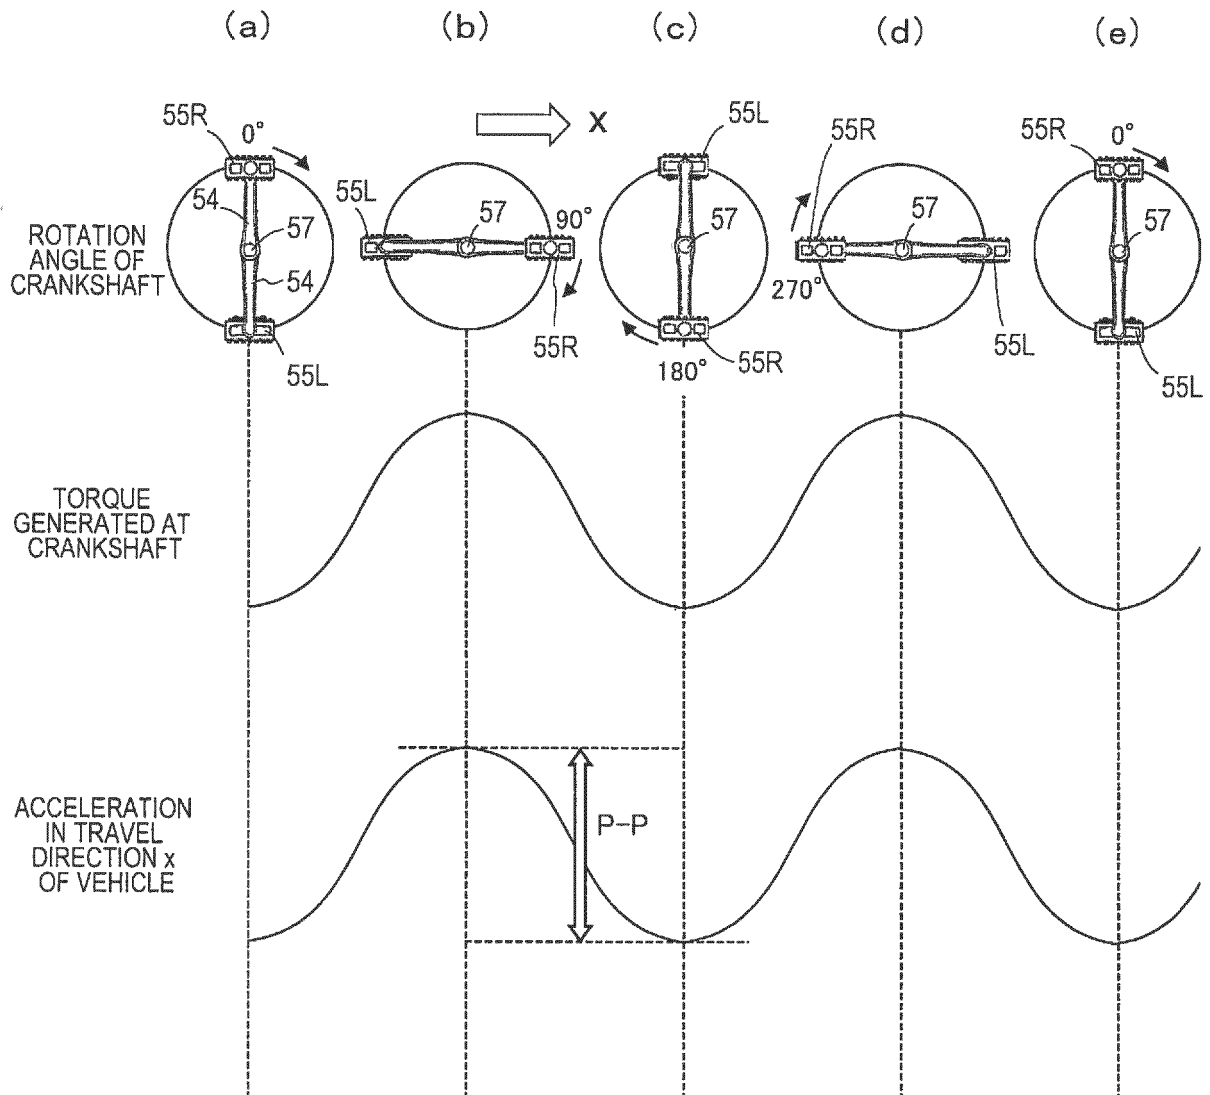 (a) (b) (c) (d) (e)
55R 0° x 55L 55R 55R 0°
54 57 55L 57 90° 57 57 57
ROTATION
ANGLE OF
CRANKSHAFT
54 270°
55L 55R 180° 55R 55L 55L
TORQUE
GENERATED AT
CRANKSHAFT
ACCELERATION
IN TRAVEL
DIRECTION x
OF VEHICLE
P-P